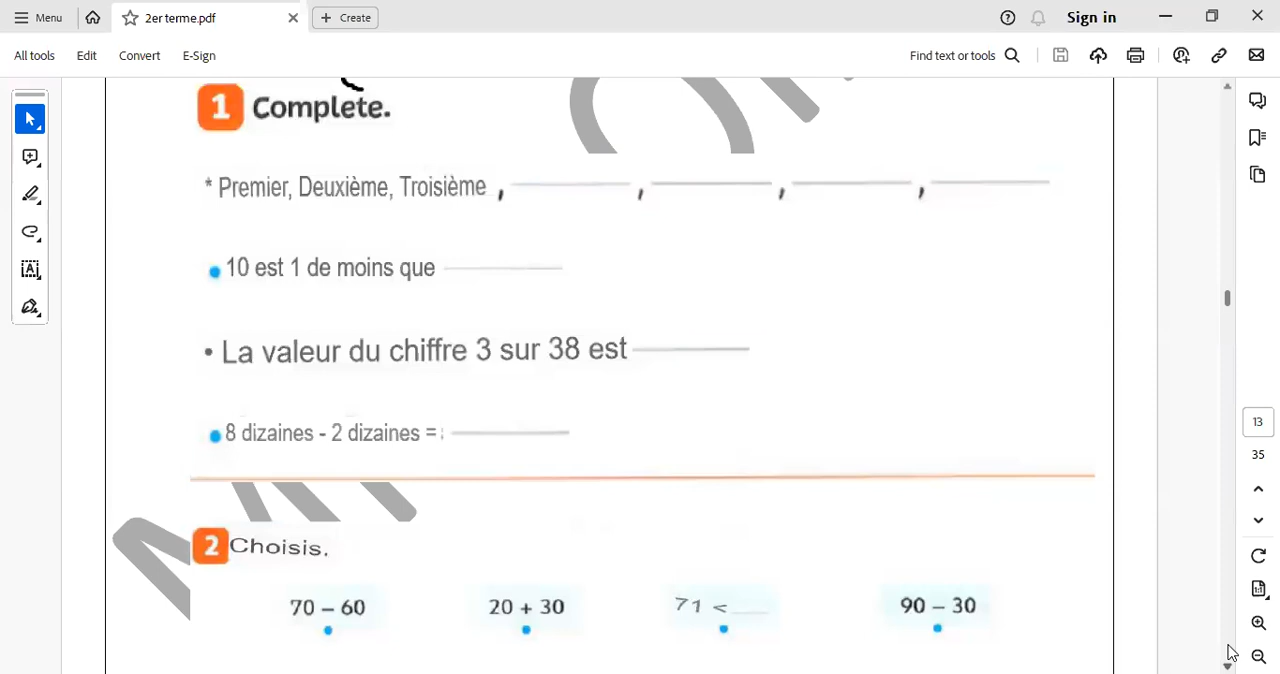 Menu 2er terme.pdf Create Sign in
All tools Edit Convert E-Sign Find text or tools
1 Complete.
* Premier, Deuxième, Troisième , , , ,
• 10 est 1 de moins que
• La valeur du chiffre 3 sur 38 est
• 8 dizaines - 2 dizaines =
2 Choisis.
70 – 60 20 + 30 71 < __ 90 – 30
13
35